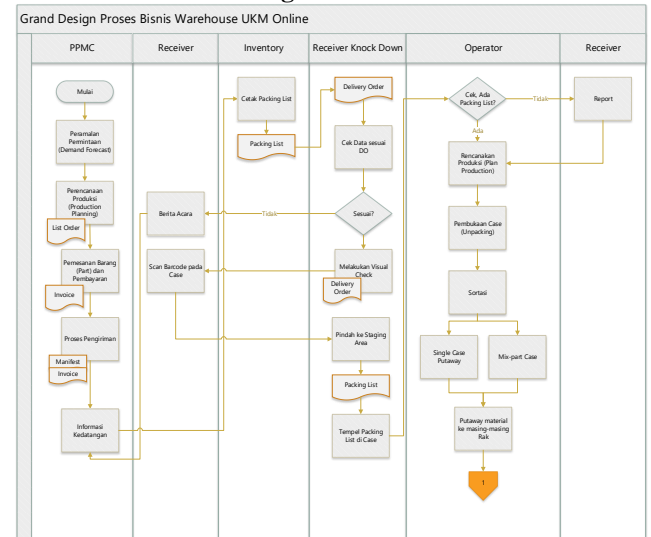 Grand Design Proses Bisnis Warehouse UKM Online
PPMC
Receiver
Inventory
Receiver Knock Down
Operator
Receiver
Mulai
Peramalan
Permintaan
(Demand Forecast)
Perencanaan
Produksi
(Production
Planning)
List Order
Pemesanan Barang
(Part) dan
Pembayaran
Invoice
Proses Pengiriman
Manifest
Invoice
Informasi
Kedatangan
Berita Acara
Scan Barcode pada
Case
Cetak Packing List
Packing List
Tidak
Delivery Order
Cek Data sesuai
DO
Sesuai?
Melakukan Visual
Check
Delivery
Order
Pindah ke Staging
Area
Packing List
Tempel Packing
List di Case
Cek, Ada
Packing List?
Tidak
Ada
Rencanakan
Produksi (Plan
Production)
Pembukaan Case
(Unpacking)
Sortasi
Single Case
Putaway
Mix-part Case
Putaway material
ke masing-masing
Rak
1
Report